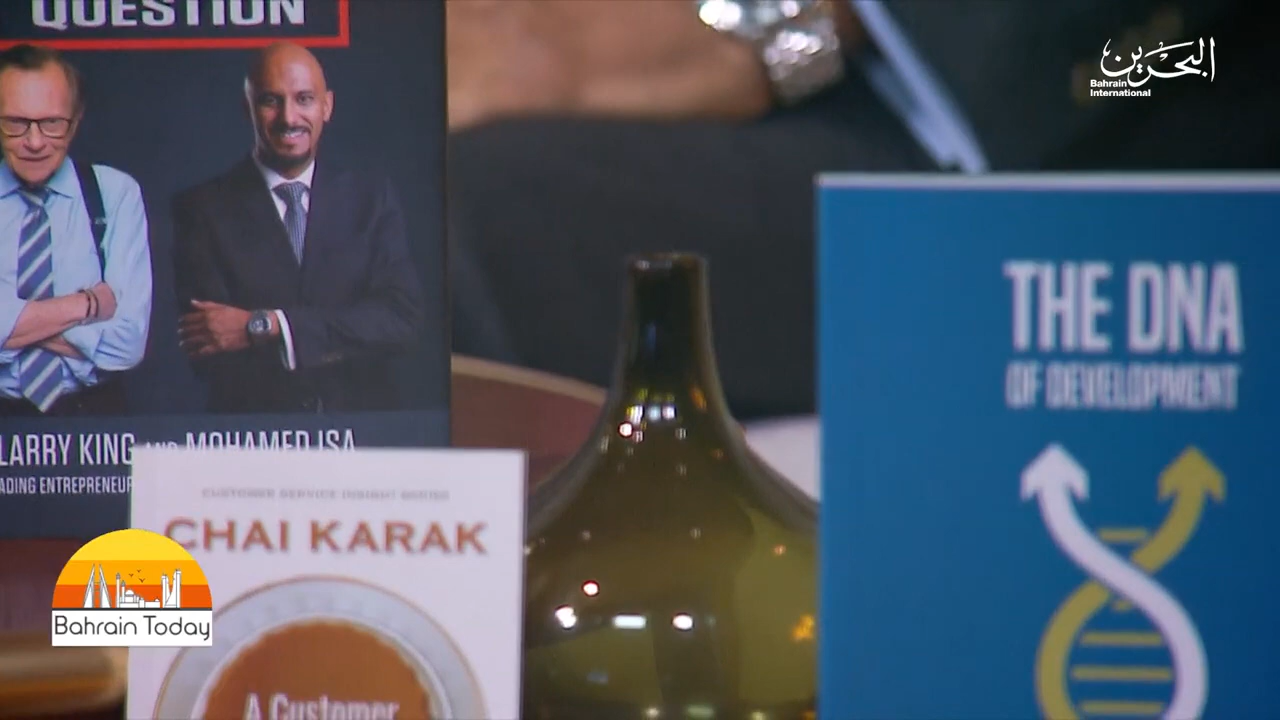 QUESTION
LARRY KING AND MOHAMED ISA
ADING ENTREPRENEUR
CUSTOMER SERVICE INSIGHT SERIES
CHAI KARAK
A Customer
THE DNA
OF DEVELOPMENT
البحرين
Bahrain
International
Bahrain Today